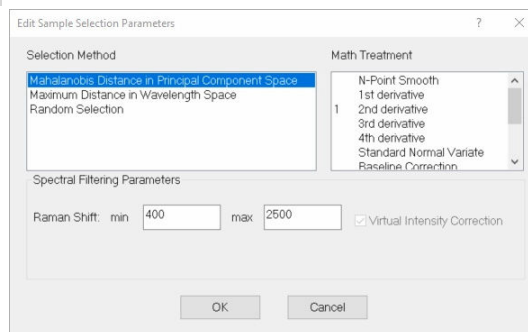 Edit Sample Selection Parameters ? ×
Selection Method
Mahalanobis Distance in Principal Component Space
Maximum Distance in Wavelength Space
Random Selection
Math Treatment
N-Point Smooth
1st derivative
1 2nd derivative
3rd derivative
4th derivative
Standard Normal Variate
Baseline Correction
Spectral Filtering Parameters
Raman Shift: min 400 max 2500 Virtual Intensity Correction
OK Cancel